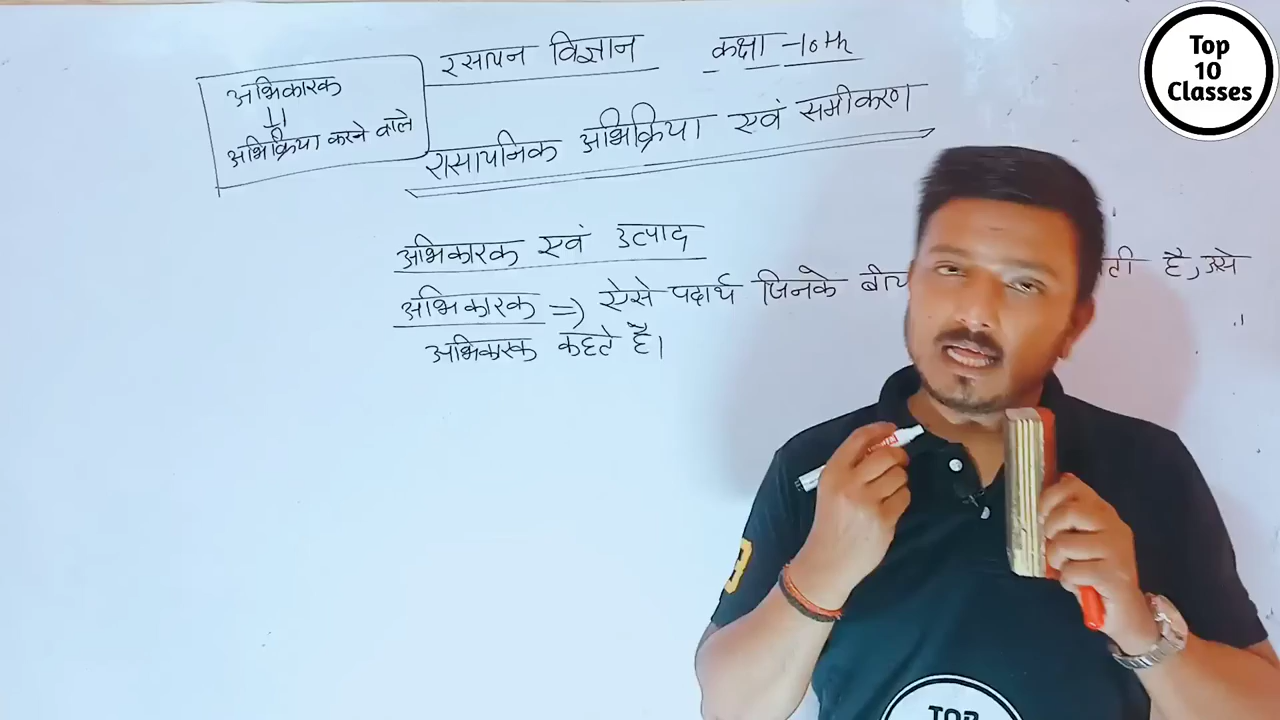 रसायन विज्ञान कक्षा -10th
अभिकारक
⇓
अभिक्रिया करने वाले
रासायनिक अभिक्रिया एवं समीकरण
अभिकारक एवं उत्पाद
अभिकारक => ऐसे पदार्थ जिनके है, उसे
अभिकारक कहते है।
Top
10
Classes
TOP